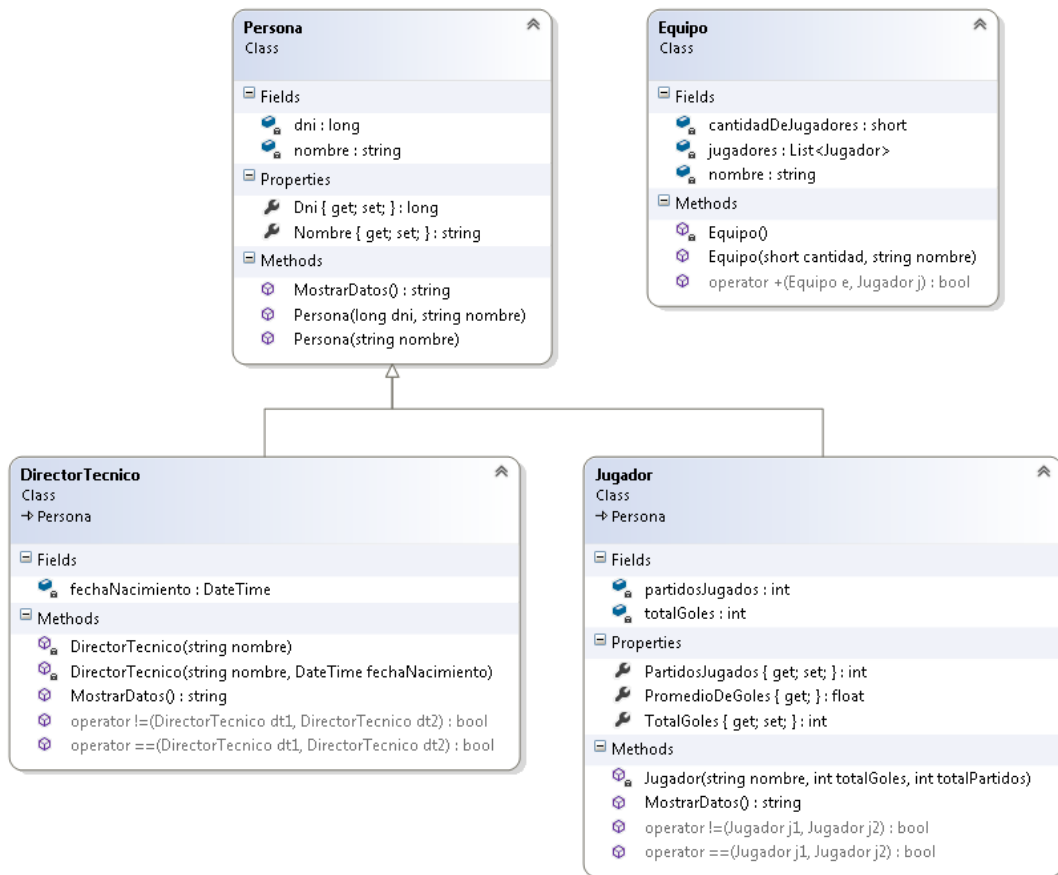 Persona
Class
Fields
dni : long
nombre : string
Properties
Dni { get; set; } : long
Nombre { get; set; } : string
Methods
MostrarDatos() : string
Persona(long dni, string nombre)
Persona(string nombre)
Equipo
Class
Fields
cantidadDeJugadores : short
jugadores : List<Jugador>
nombre : string
Methods
Equipo()
Equipo(short cantidad, string nombre)
operator +(Equipo e, Jugador j) : bool
DirectorTecnico
Class
Persona
Fields
fechaNacimiento : DateTime
Methods
DirectorTecnico(string nombre)
DirectorTecnico(string nombre, DateTime fechaNacimiento)
MostrarDatos() : string
operator !=(DirectorTecnico dt1, DirectorTecnico dt2) : bool
operator ==(DirectorTecnico dt1, DirectorTecnico dt2) : bool
Jugador
Class
Persona
Fields
partidosJugados : int
totalGoles : int
Properties
PartidosJugados { get; set; } : int
PromedioDeGoles { get; } : float
TotalGoles { get; set; } : int
Methods
Jugador(string nombre, int totalGoles, int totalPartidos)
MostrarDatos() : string
operator !=(Jugador j1, Jugador j2) : bool
operator ==(Jugador j1, Jugador j2) : bool